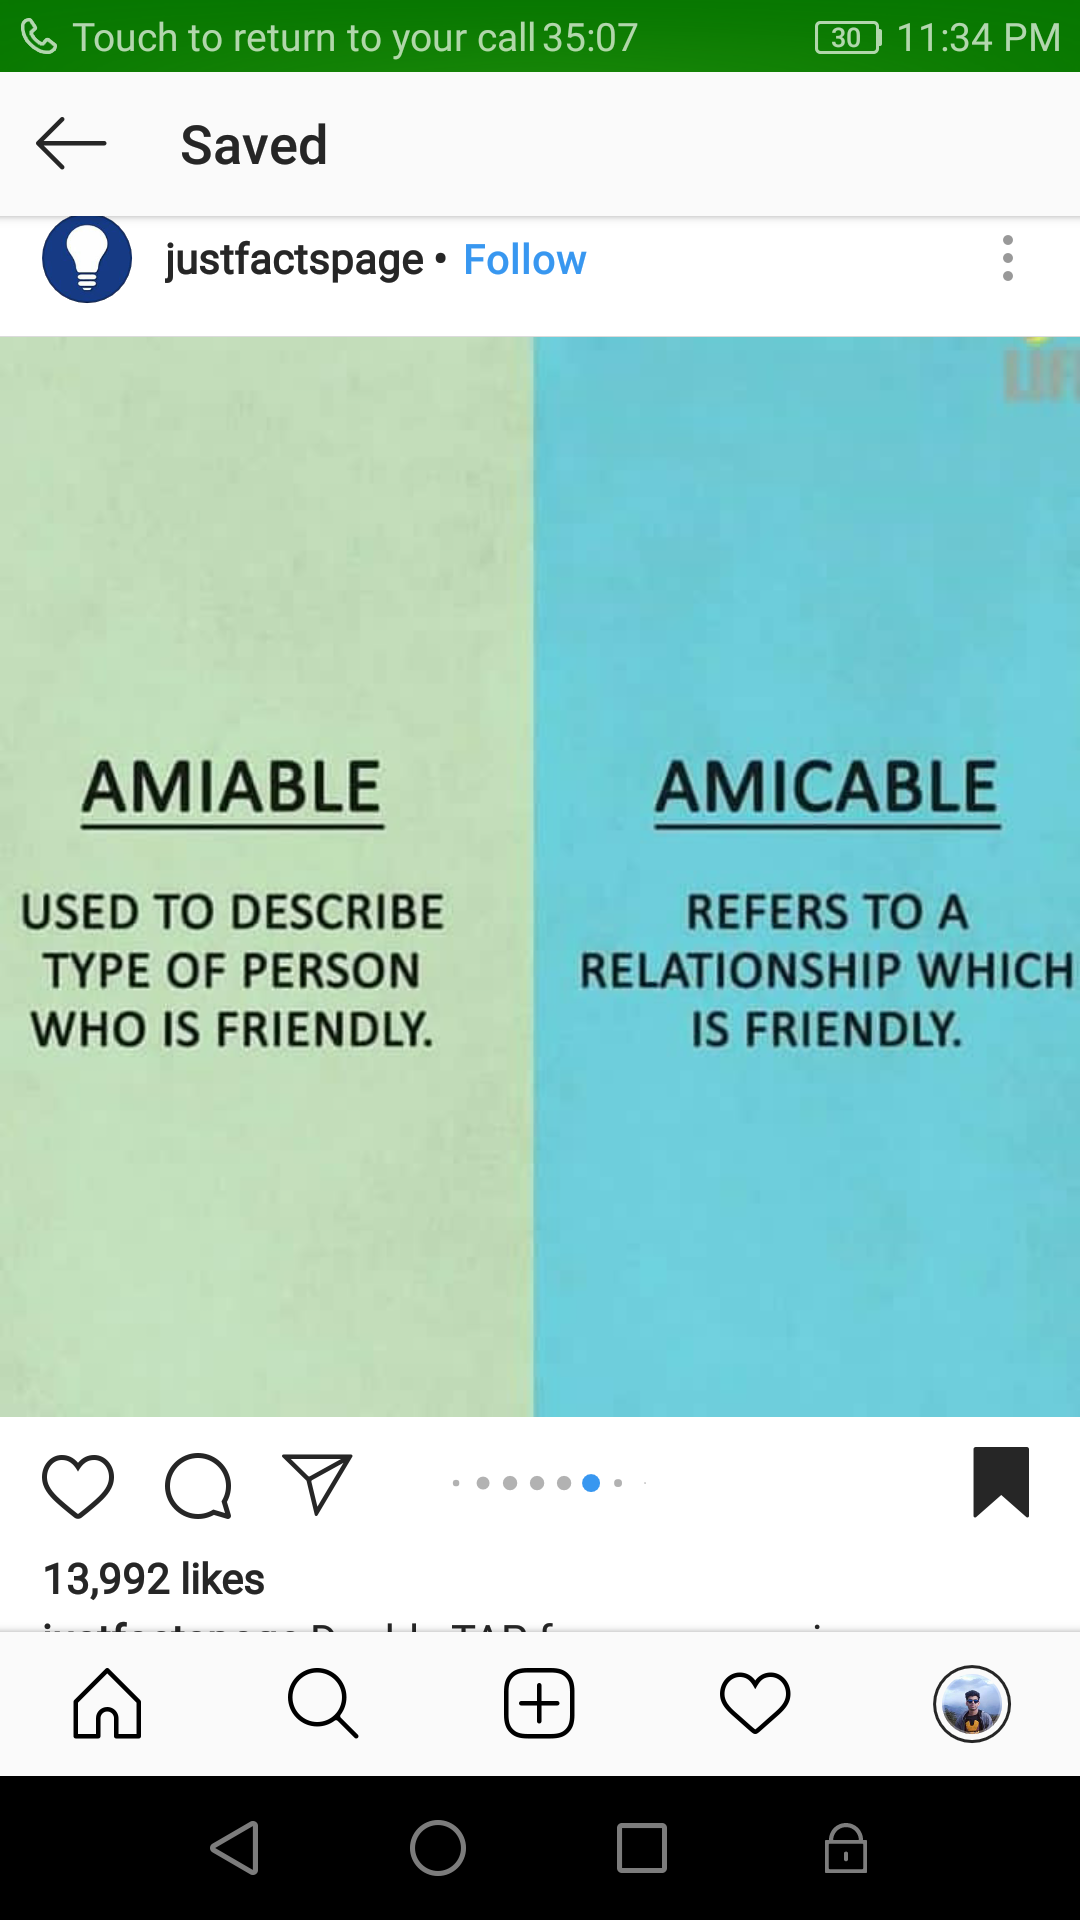 Touch to return to your call 35:07 30 11:34 PM
Saved
justfactspage • Follow
AMIABLE
USED TO DESCRIBE
TYPE OF PERSON
WHO IS FRIENDLY.
AMICABLE
REFERS TO A
RELATIONSHIP WHICH
IS FRIENDLY.
13,992 likes